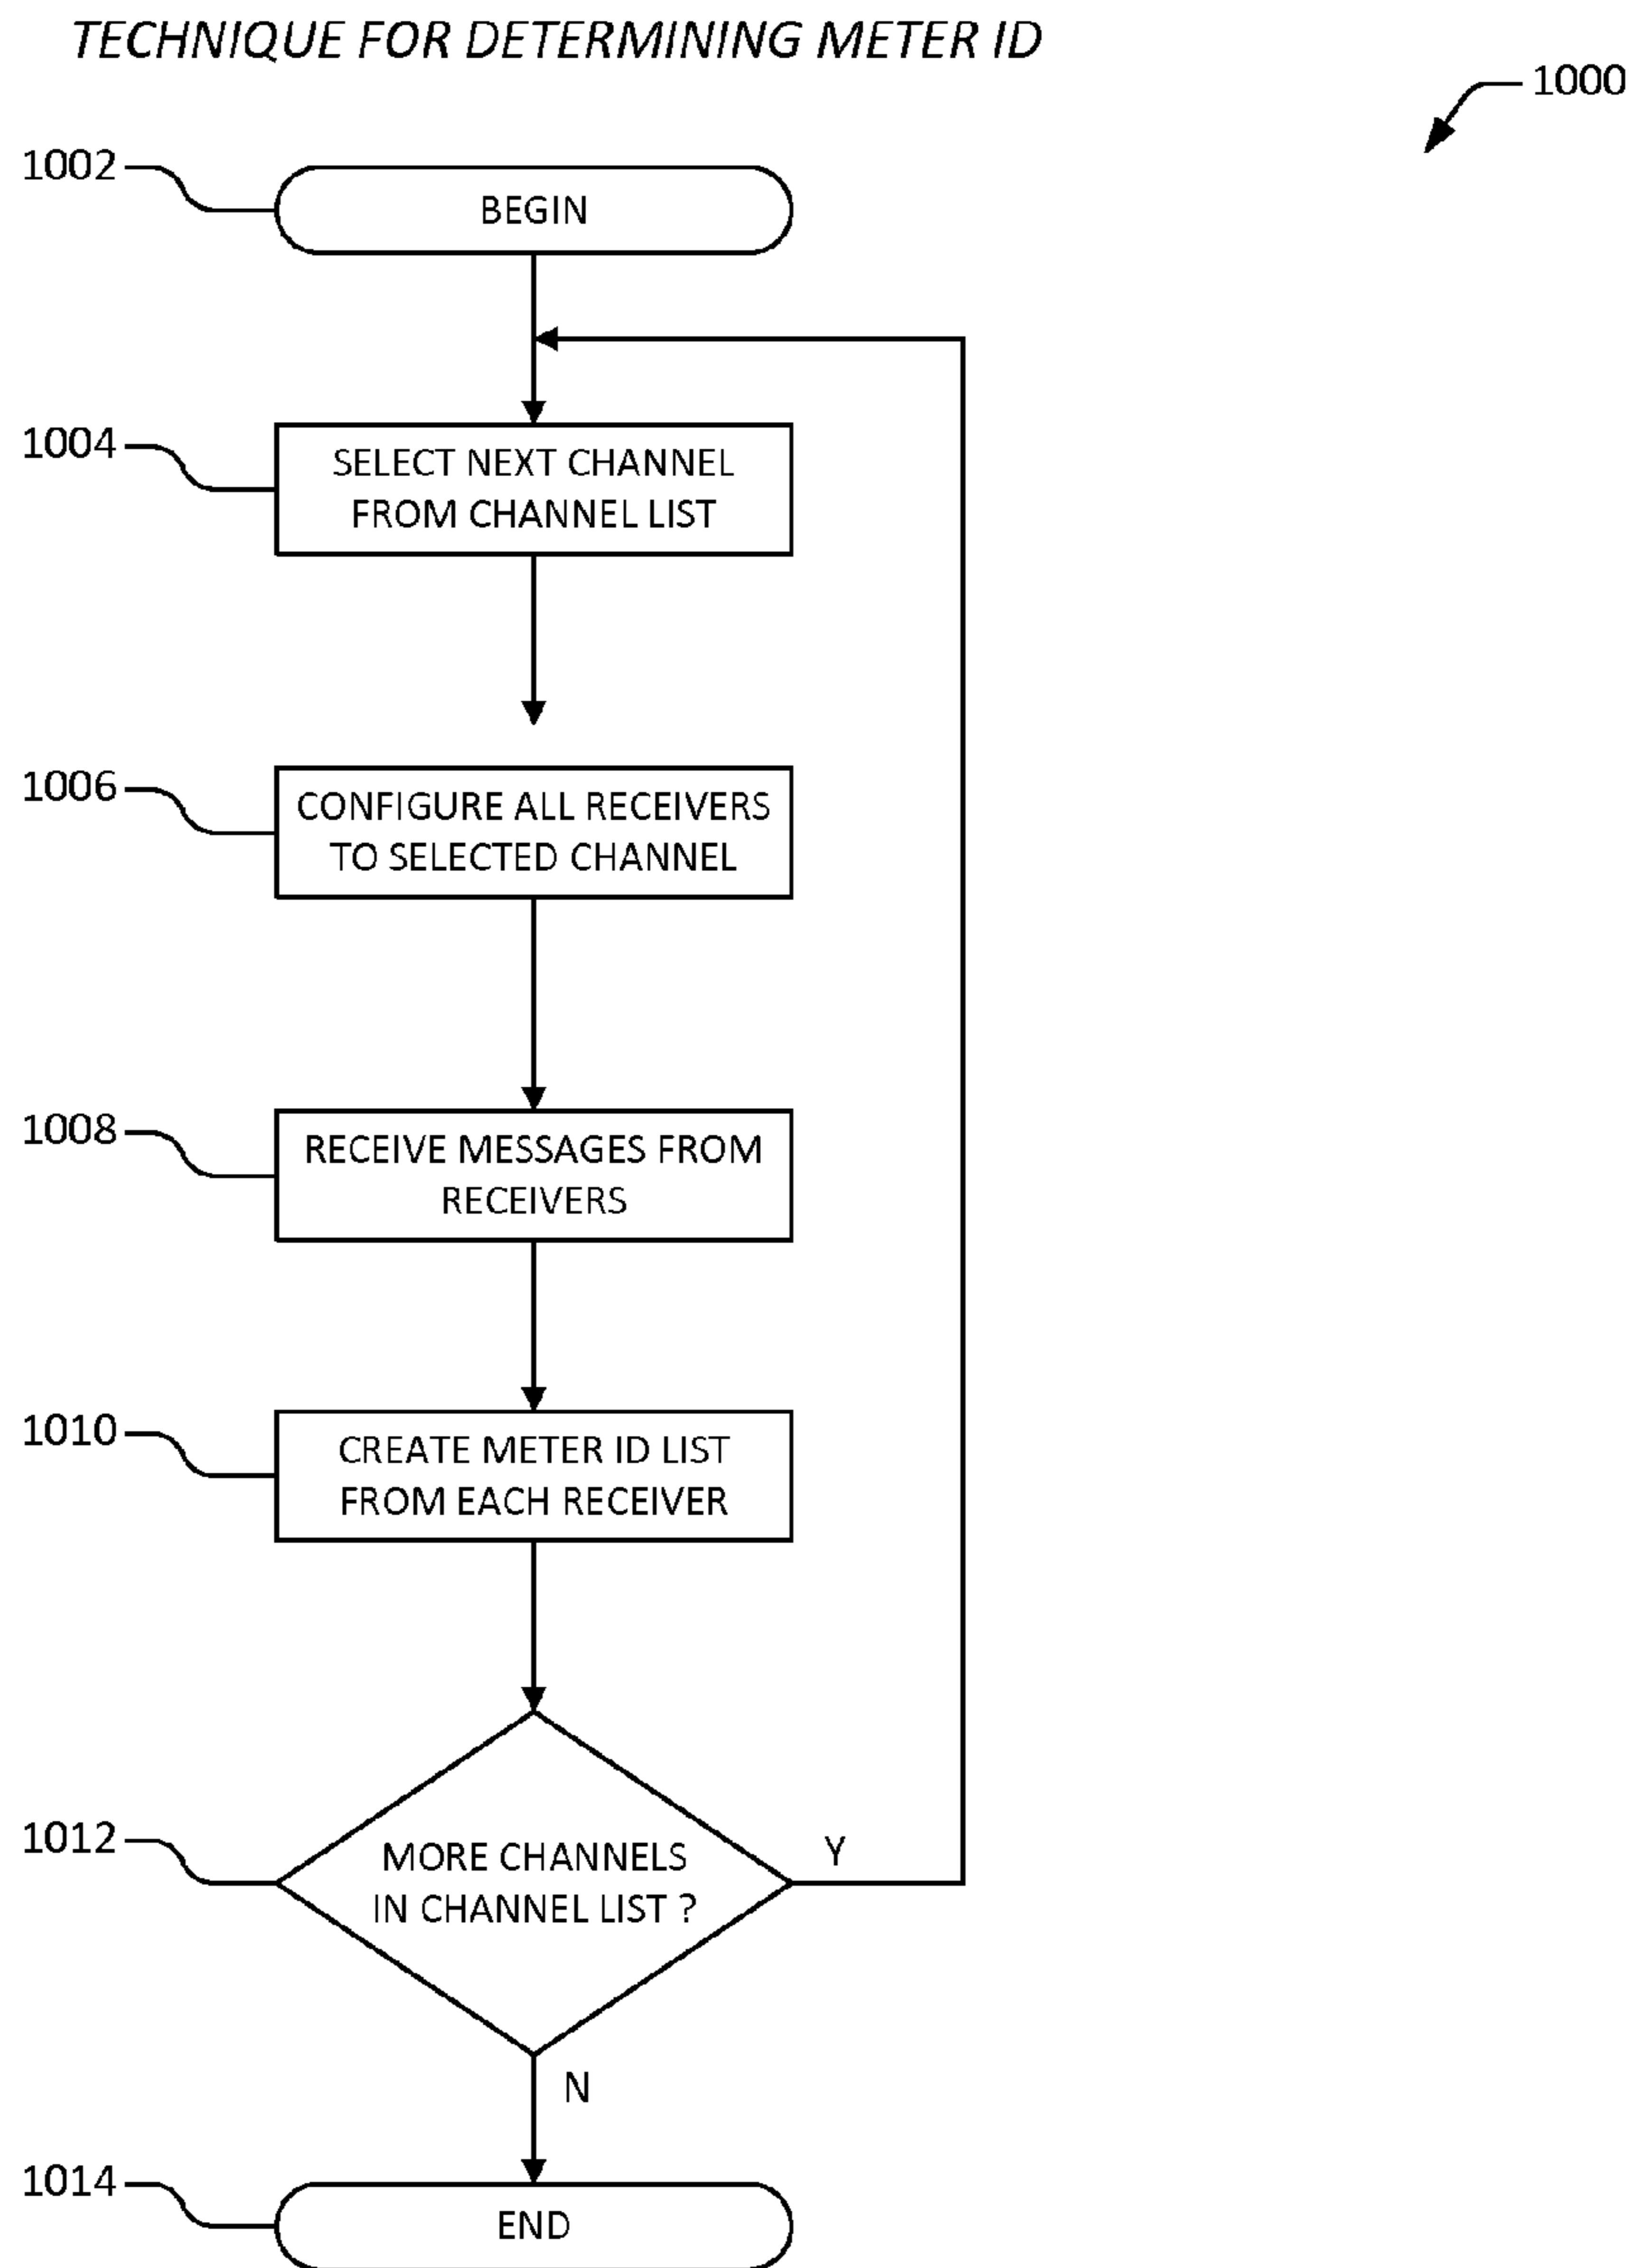 TECHNIQUE FOR DETERMINING METER ID
1000
1002
BEGIN
1004
SELECT NEXT CHANNEL
FROM CHANNEL LIST
1006
CONFIGURE ALL RECEIVERS
TO SELECTED CHANNEL
1008
RECEIVE MESSAGES FROM
RECEIVERS
1010
CREATE METER ID LIST
FROM EACH RECEIVER
1012
MORE CHANNELS
IN CHANNEL LIST ?
Y
N
1014
END